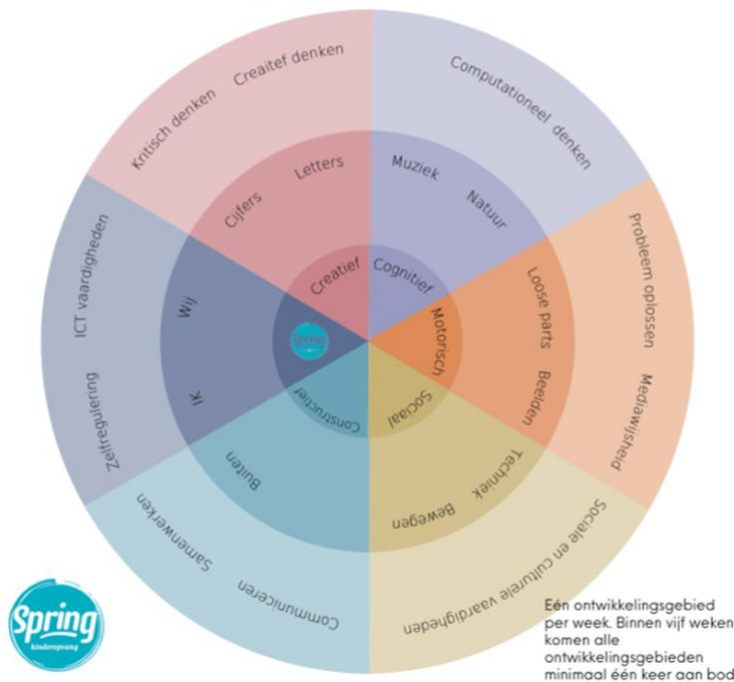 Kritisch denken
Creaitef denken
Computationeel denken
Probleem oplossen
Mediawijsheid
Sociale en culturele vaardigheden
Communiceren
Samenwerken
Zelfregulering
ICT vaardigheden
Cijfers
Letters
Muziek
Natuur
Loose parts
Beelden
Techniek
Bewegen
Buiten
Ik
Wij
Creatief
Cognitief
Motorisch
Sociaal
Constructief
Spring
Spring
kinderopvang
Eén ontwikkelingsgebied
per week. Binnen vijf weken
komen alle
ontwikkelingsgebieden
minimaal één keer aan bod